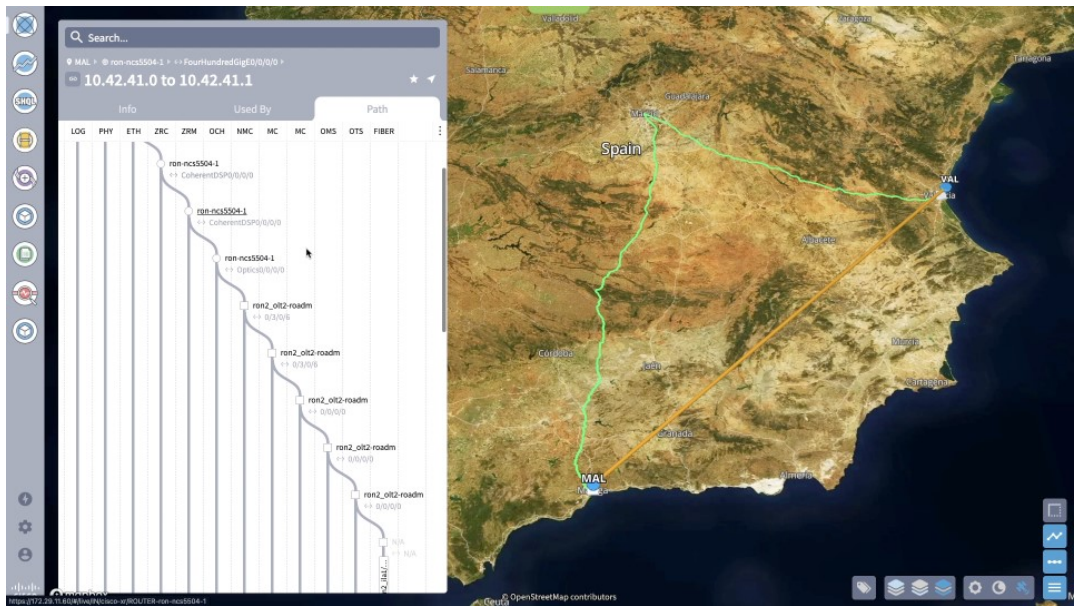 Search...
MAL › ron-ncs5504-1 › FourHundredGigE0/0/0/0 ›
10.42.41.0 to 10.42.41.1
Info Used By Path
LOG PHY ETH ZRC ZRM OCH NMC MC MC OMS OTS FIBER
ron-ncs5504-1
CoherentDSP0/0/0/0
ron-ncs5504-1
CoherentDSP0/0/0/0
ron-ncs5504-1
Optics0/0/0/0
ron2_olt2-roadm
0/3/0/6
ron2_olt2-roadm
0/3/0/6
ron2_olt2-roadm
0/0/0/0
ron2_olt2-roadm
0/0/0/0
ron2_olt2-roadm
0/0/0/0
N/A
N/A
SHQL
Valladolid
Zaragoza
Tarragona
Salamanca
Guadalajara
Spain
VAL
Albacete
Murcia
Cartagena
Córdoba
Jaén
Granada
Almería
MAL
Ceuta
© OpenStreetMap contributors
https://172.29.11.60/#/live/IN/cisco-xr/ROUTER-ron-ncs5504-1